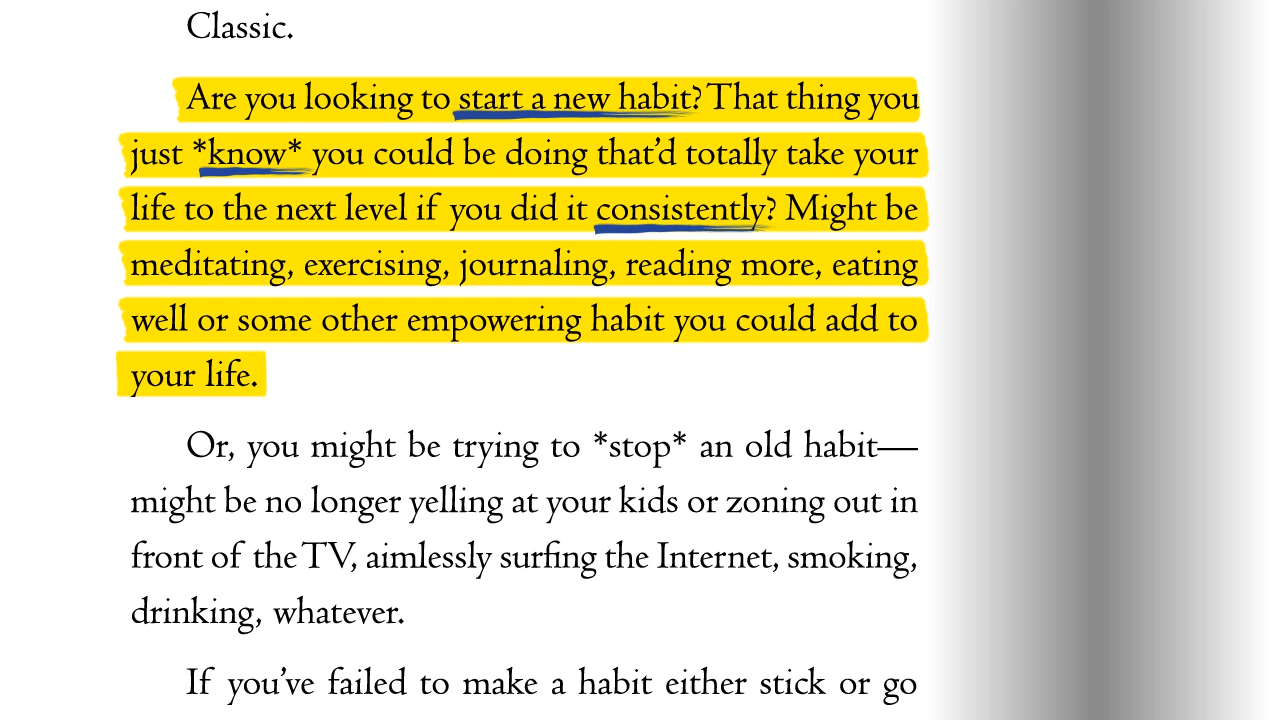 Classic.
Are you looking to start a new habit? That thing you
just *know* you could be doing that'd totally take your
life to the next level if you did it consistently? Might be
meditating, exercising, journaling, reading more, eating
well or some other empowering habit you could add to
your life.
Or, you might be trying to *stop* an old habit—
might be no longer yelling at your kids or zoning out in
front of the TV, aimlessly surfing the Internet, smoking,
drinking, whatever.
If you've failed to make a habit either stick or go